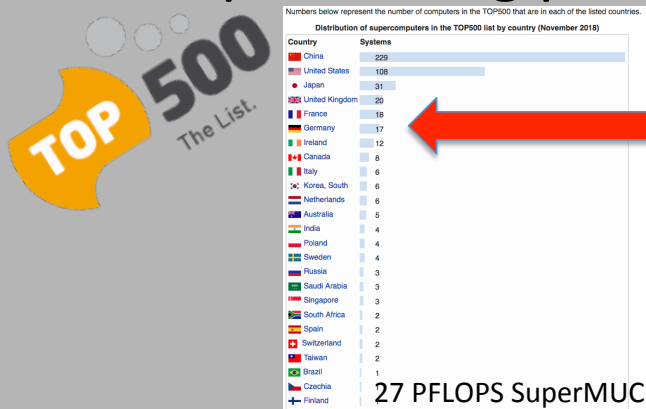 Numbers below represent the number of computers in the TOP500 that are in each of the listed countries.
Distribution of supercomputers in the TOP500 list by country (November 2018)
Country Systems
China 229
United States 108
Japan 31
United Kingdom 20
France 18
Germany 17
Ireland 12
Canada 8
Italy 6
Korea, South 6
Netherlands 6
Australia 5
India 4
Poland 4
Sweden 4
Russia 3
Saudi Arabia 3
Singapore 3
South Africa 2
Spain 2
Switzerland 2
Taiwan 2
Brazil 1
Czechia
Finland
TOP 500
The List.
27 PFLOPS SuperMUC